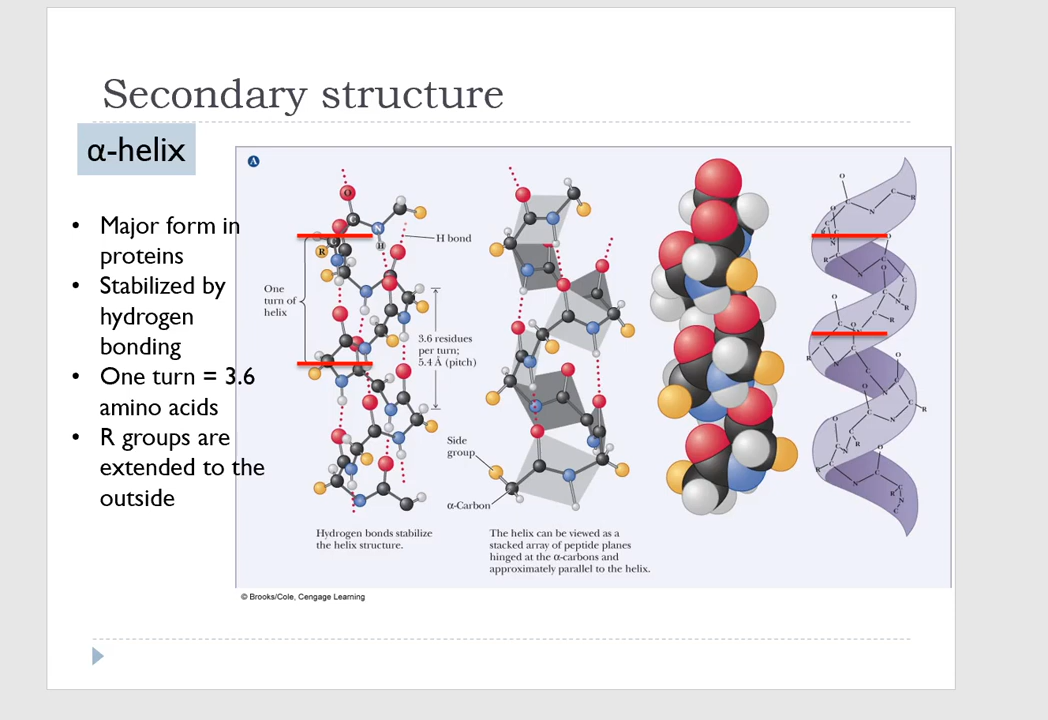 Secondary structure
α-helix
• Major form in
proteins
• Stabilized by
hydrogen
bonding
• One turn = 3.6
amino acids
• R groups are
extended to the
outside
A
O
C
N
H
R
H bond
One
turn of
helix
3.6 residues
per turn;
5.4 Å (pitch)
Side
group
α-Carbon
Hydrogen bonds stabilize
the helix structure.
The helix can be viewed as a
stacked array of peptide planes
hinged at the α-carbons and
approximately parallel to the helix.
© Brooks/Cole, Cengage Learning